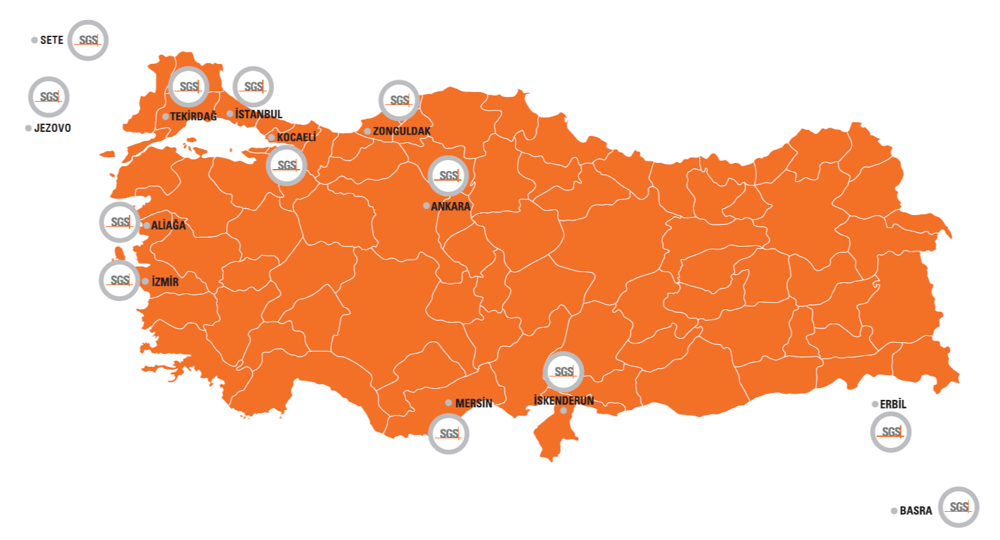 SETE
SGS
SGS
JEZOVO
SGS
TEKİRDAĞ
SGS
İSTANBUL
KOCAELİ
SGS
SGS
ZONGULDAK
SGS
ANKARA
SGS
ALİAĞA
SGS
İZMİR
MERSİN
SGS
SGS
İSKENDERUN
ERBİL
SGS
BASRA
SGS